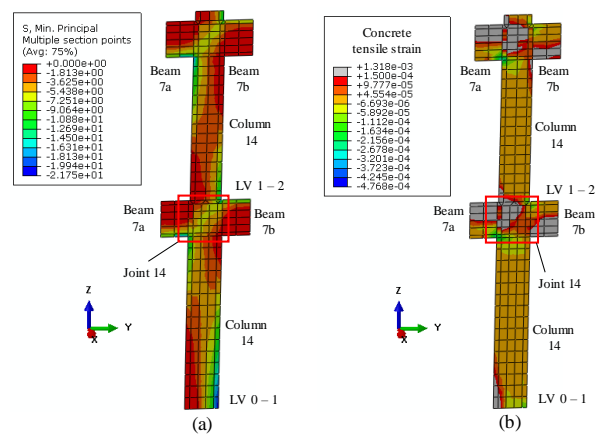 S, Min. Principal
Multiple section points
(Avg: 75%)
+0.000e+00
-1.813e+00
-3.625e+00
-5.438e+00
-7.251e+00
-9.064e+00
-1.088e+01
-1.269e+01
-1.450e+01
-1.631e+01
-1.813e+01
-1.994e+01
-2.175e+01
Beam
7a
Beam
7b
Column
14
LV 1 – 2
Beam
7a
Beam
7b
Joint 14
Column
14
LV 0 – 1
Z
Y
X
(a)
Concrete
tensile strain
+1.318e-03
+1.500e-04
+9.777e-05
+4.554e-05
-6.693e-06
-5.892e-05
-1.112e-04
-1.634e-04
-2.156e-04
-2.678e-04
-3.201e-04
-3.723e-04
-4.245e-04
-4.768e-04
Beam
7a
Beam
7b
Column
14
LV 1 – 2
Beam
7a
Beam
7b
Joint 14
Column
14
LV 0 – 1
Z
Y
X
(b)